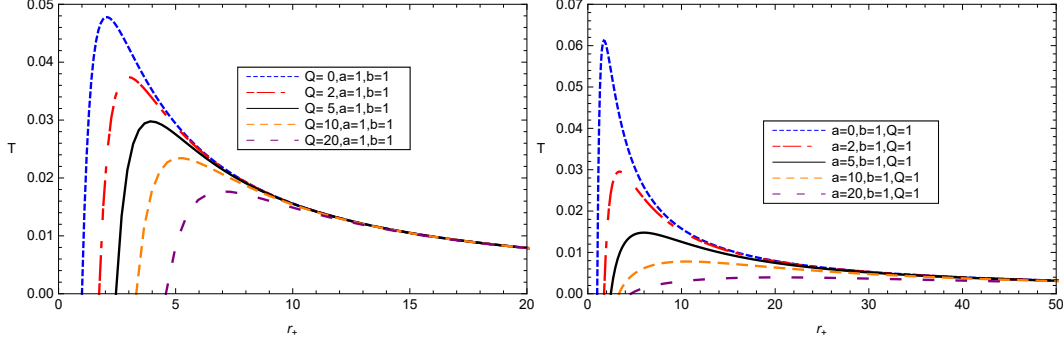 0.05
0.04
0.03
0.02
0.01
0.00
T
Q= 0,a=1,b=1
Q= 2,a=1,b=1
Q= 5,a=1,b=1
Q=10,a=1,b=1
Q=20,a=1,b=1
0 5 10 15 20
r+
0.07
0.06
0.05
0.04
0.03
0.02
0.01
0.00
T
a=0,b=1,Q=1
a=2,b=1,Q=1
a=5,b=1,Q=1
a=10,b=1,Q=1
a=20,b=1,Q=1
0 10 20 30 40 50
r+